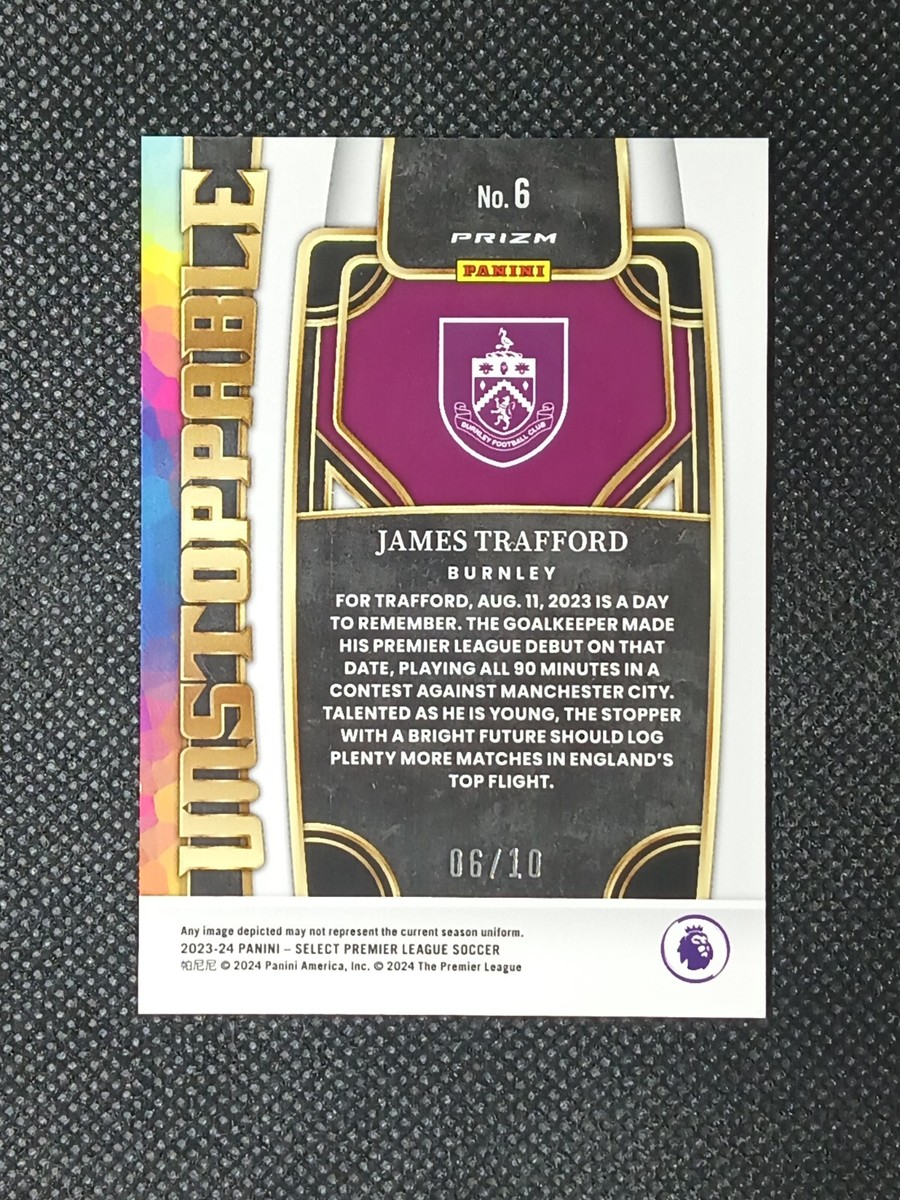 UNSTOPPABLE
No. 6
PRIZM
PANINI
BURNLEY FOOTBALL CLUB
JAMES TRAFFORD
BURNLEY
FOR TRAFFORD, AUG. 11, 2023 IS A DAY
TO REMEMBER. THE GOALKEEPER MADE
HIS PREMIER LEAGUE DEBUT ON THAT
DATE, PLAYING ALL 90 MINUTES IN A
CONTEST AGAINST MANCHESTER CITY.
TALENTED AS HE IS YOUNG, THE STOPPER
WITH A BRIGHT FUTURE SHOULD LOG
PLENTY MORE MATCHES IN ENGLAND'S
TOP FLIGHT.
06/10
Any image depicted may not represent the current season uniform.
2023-24 PANINI – SELECT PREMIER LEAGUE SOCCER
帕尼尼 © 2024 Panini America, Inc. © 2024 The Premier League